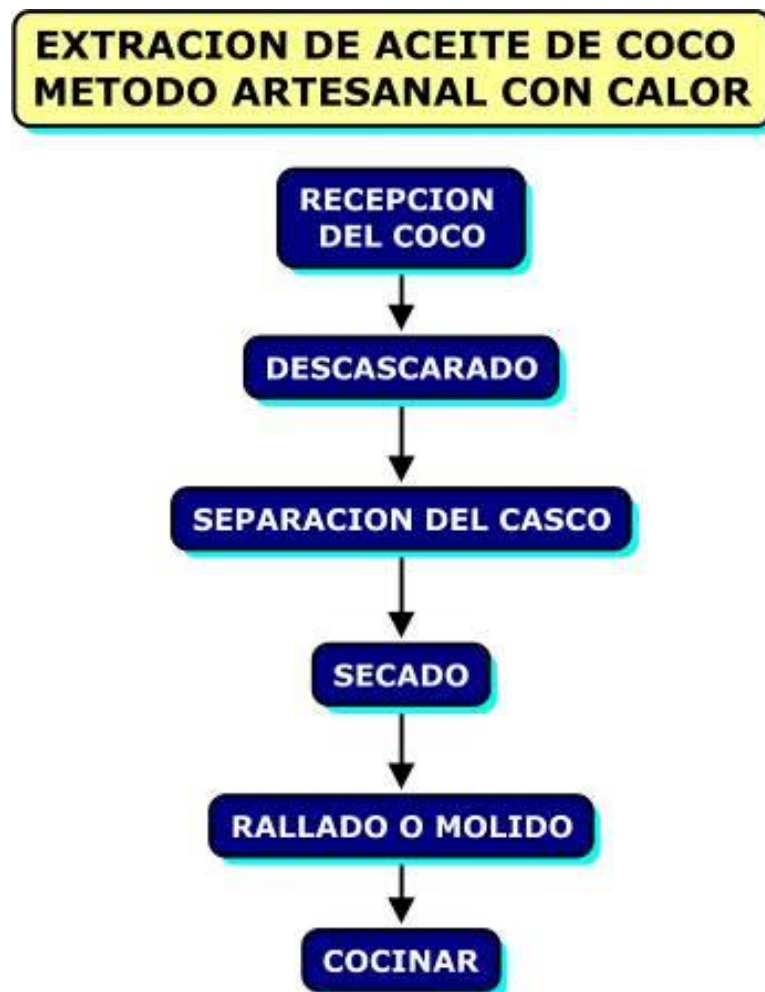 EXTRACION DE ACEITE DE COCO
METODO ARTESANAL CON CALOR
RECEPCION
DEL COCO
DESCASCARADO
SEPARACION DEL CASCO
SECADO
RALLADO O MOLIDO
COCINAR